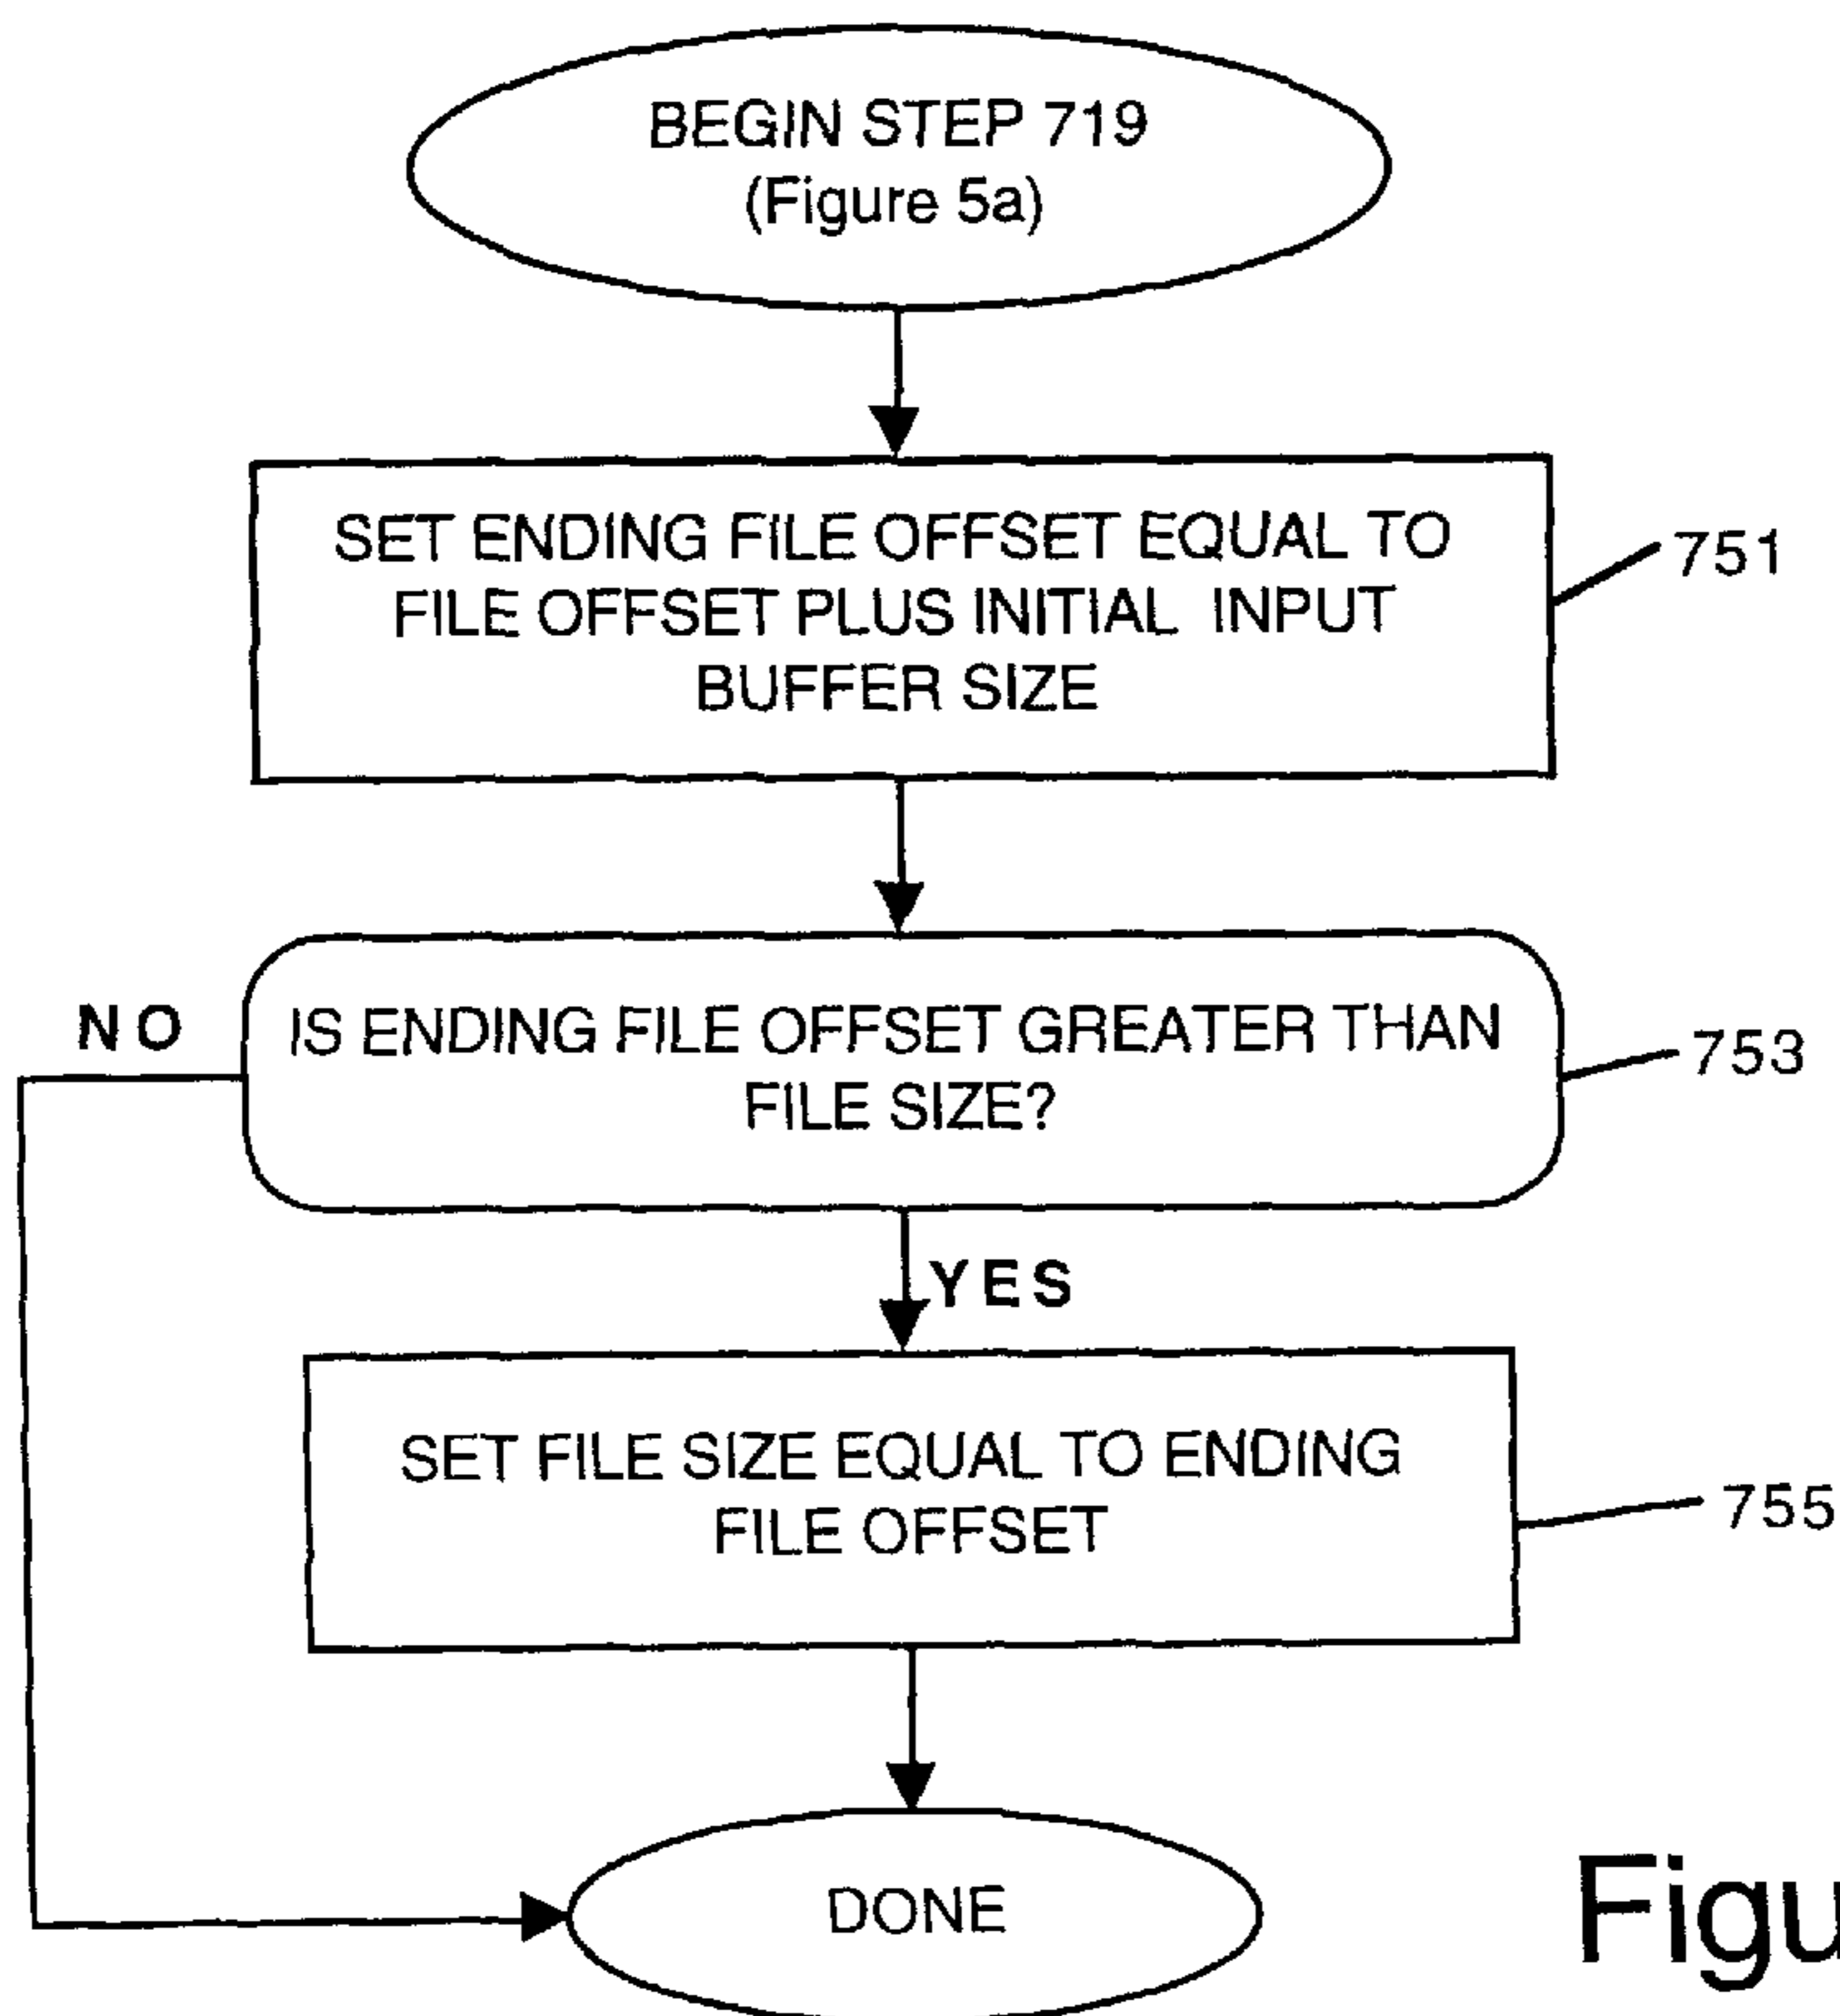 BEGIN STEP 719
(Figure 5a)
SET ENDING FILE OFFSET EQUAL TO
FILE OFFSET PLUS INITIAL INPUT
BUFFER SIZE
751
NO
IS ENDING FILE OFFSET GREATER THAN
FILE SIZE?
753
YES
SET FILE SIZE EQUAL TO ENDING
FILE OFFSET
755
DONE
Figu